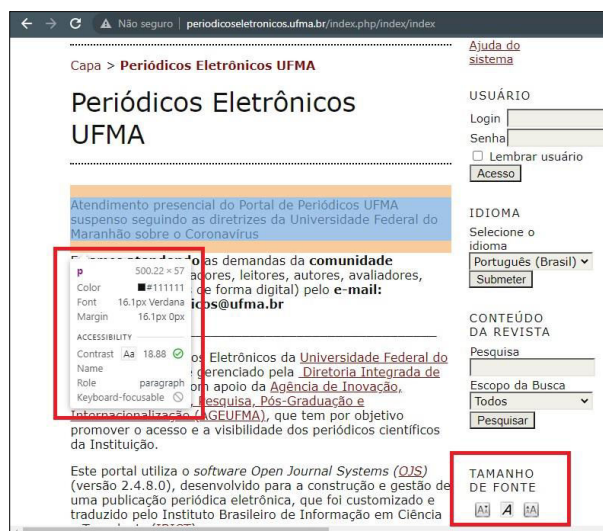 Não seguro | periodicoseletronicos.ufma.br/index.php/index/index
Capa > Periódicos Eletrônicos UFMA
Periódicos Eletrônicos
UFMA
Atendimento presencial do Portal de Periódicos UFMA
suspenso seguindo as diretrizes da Universidade Federal do
Maranhão sobre o Coronavírus
as demandas da comunidade
adores, leitores, autores, avaliadores,
de forma digital) pelo e-mail:
icos@ufma.br
p 500.22 × 57
Color #111111
Font 16.1px Verdana
Margin 16.1px 0px
ACCESSIBILITY
Contrast Aa 18.88
Name
Role paragraph
Keyboard-focusable
os Eletrônicos da Universidade Federal do
gerenciado pela Diretoria Integrada de
om apoio da Agência de Inovação,
Pesquisa, Pós-Graduação e
Internacionalização (AGEUFMA), que tem por objetivo
promover o acesso e a visibilidade dos periódicos científicos
da Instituição.
Este portal utiliza o software Open Journal Systems (OJS)
(versão 2.4.8.0), desenvolvido para a construção e gestão de
uma publicação periódica eletrônica, que foi customizado e
traduzido pelo Instituto Brasileiro de Informação em Ciência
Ajuda do
sistema
USUÁRIO
Login
Senha
Lembrar usuário
Acesso
IDIOMA
Selecione o
idioma
Português (Brasil)
Submeter
CONTEÚDO
DA REVISTA
Pesquisa
Escopo da Busca
Todos
Pesquisar
TAMANHO
DE FONTE
A A A